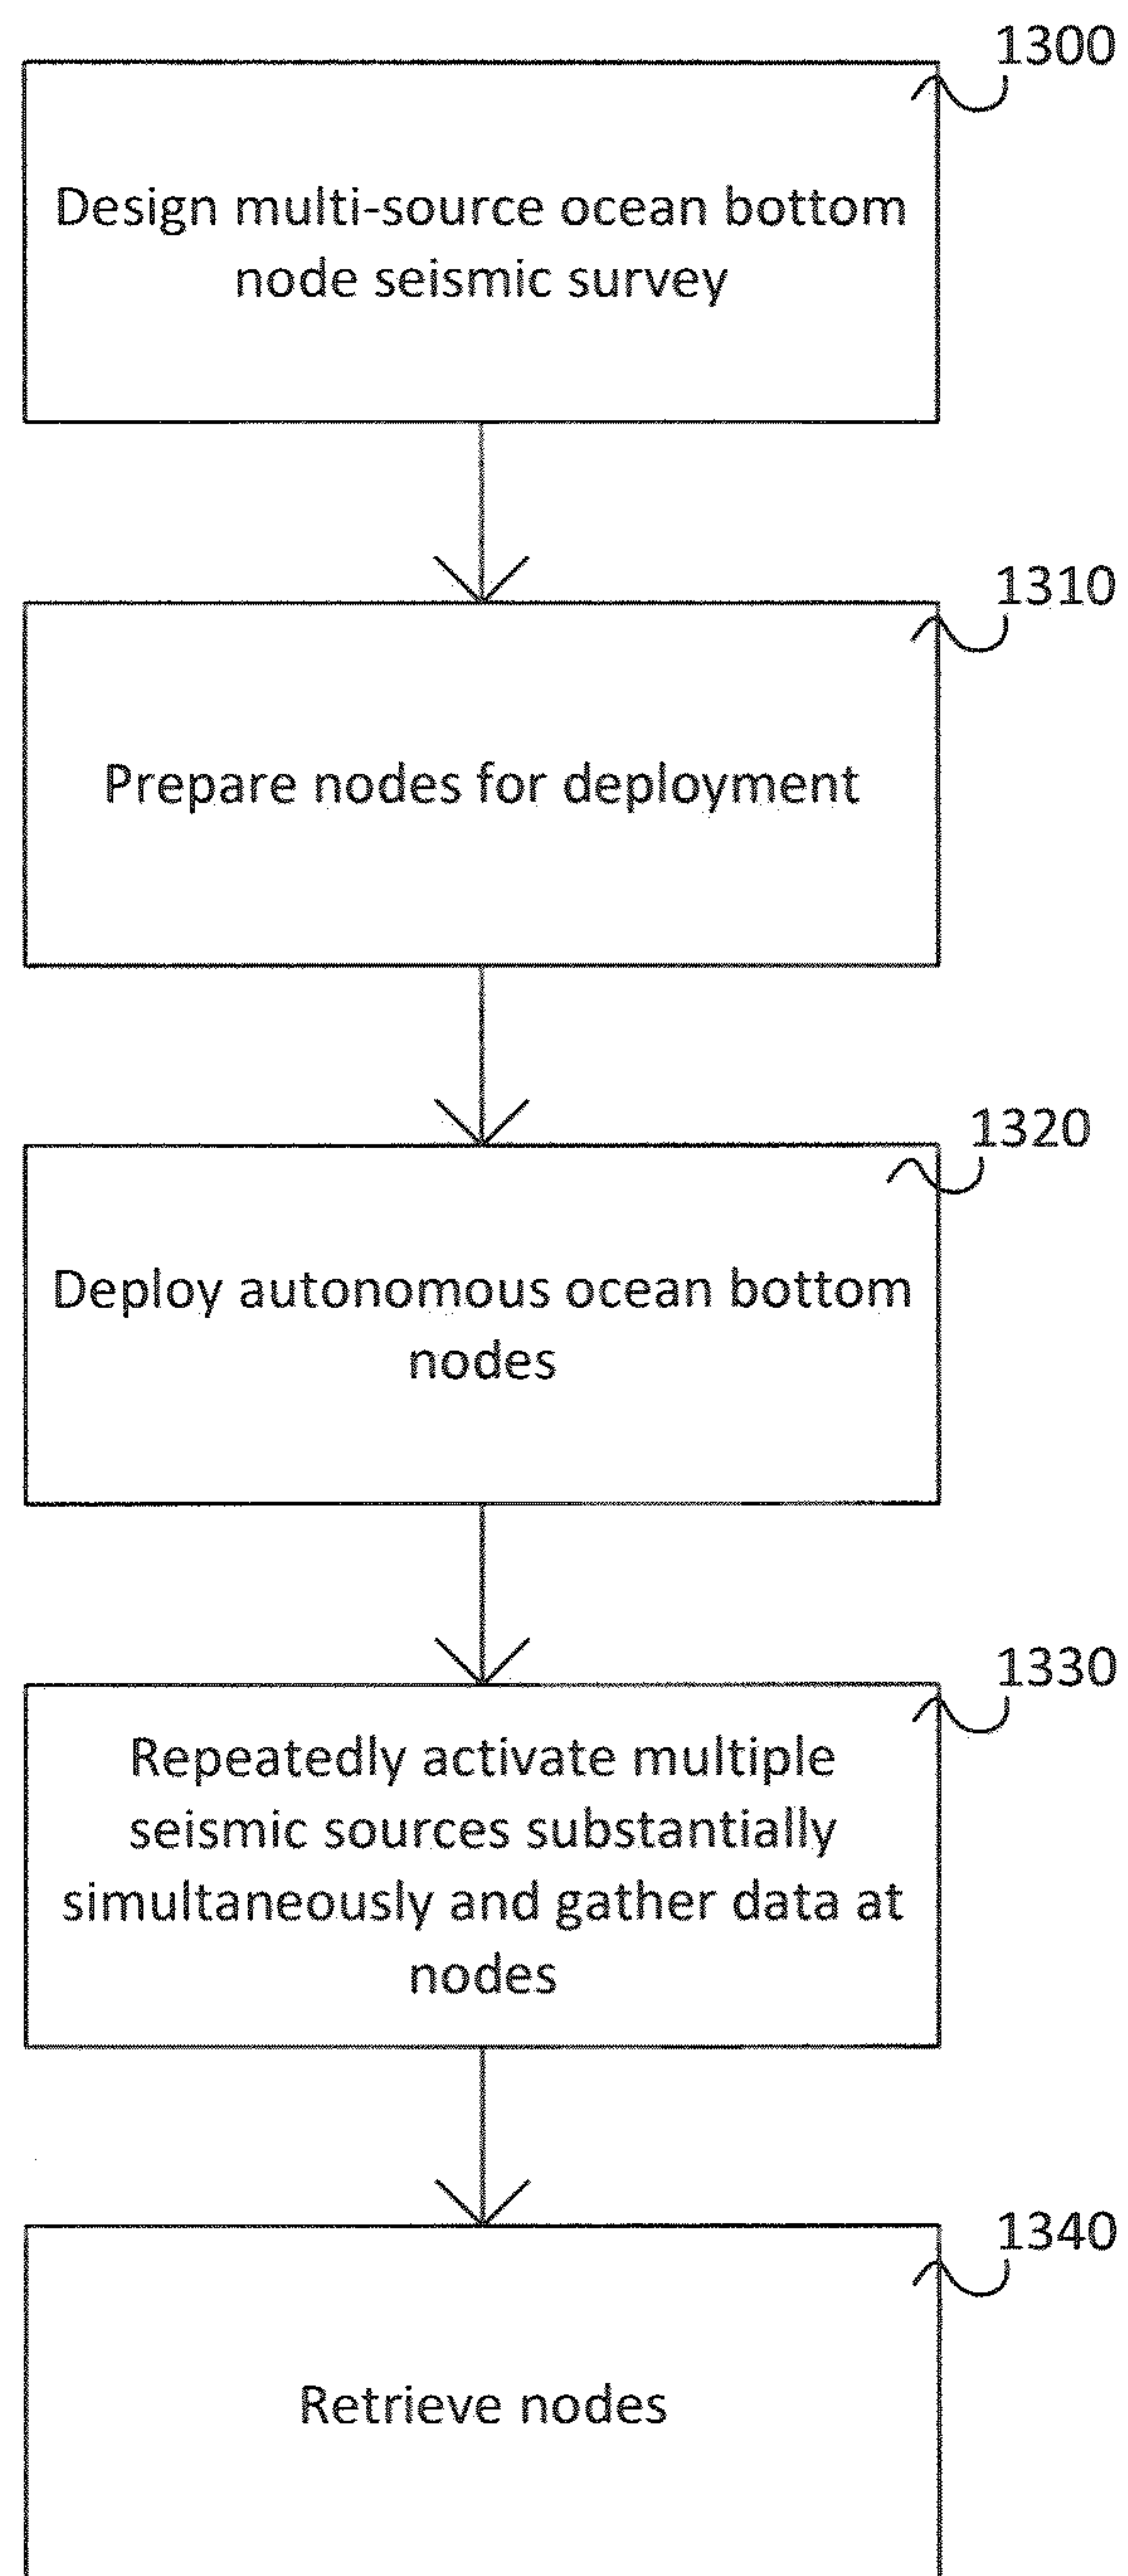 1300
Design multi-source ocean bottom
node seismic survey
1310
Prepare nodes for deployment
1320
Deploy autonomous ocean bottom
nodes
1330
Repeatedly activate multiple
seismic sources substantially
simultaneously and gather data at
nodes
1340
Retrieve nodes